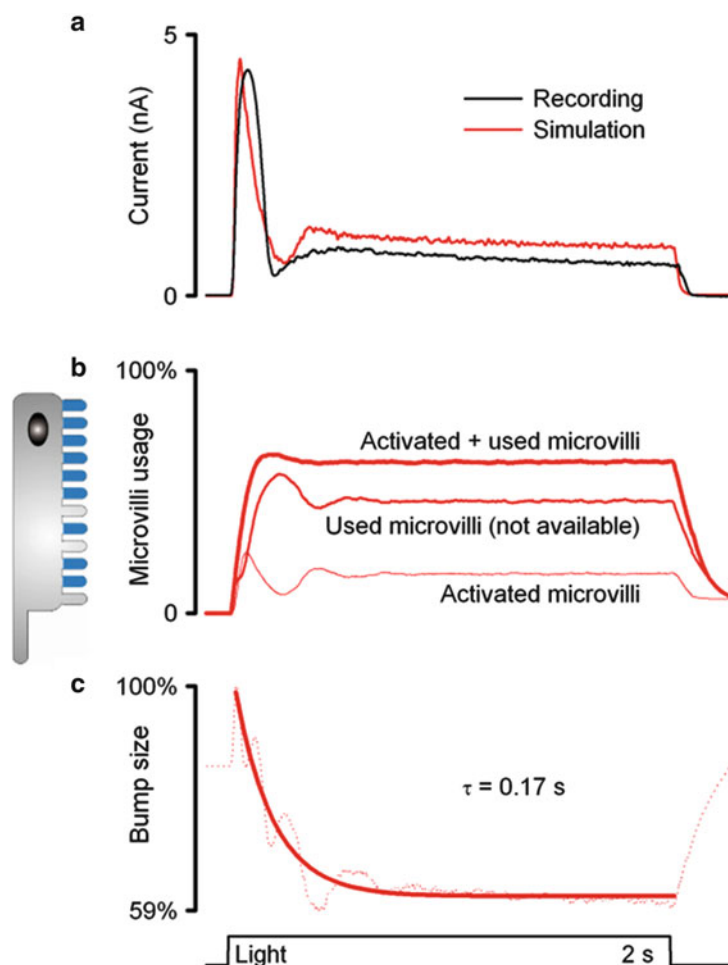 a
5
Current (nA)
0
Recording
Simulation
b
100%
Microvilli usage
0
Activated + used microvilli
Used microvilli (not available)
Activated microvilli
c
100%
Bump size
59%
τ = 0.17 s
Light 2 s